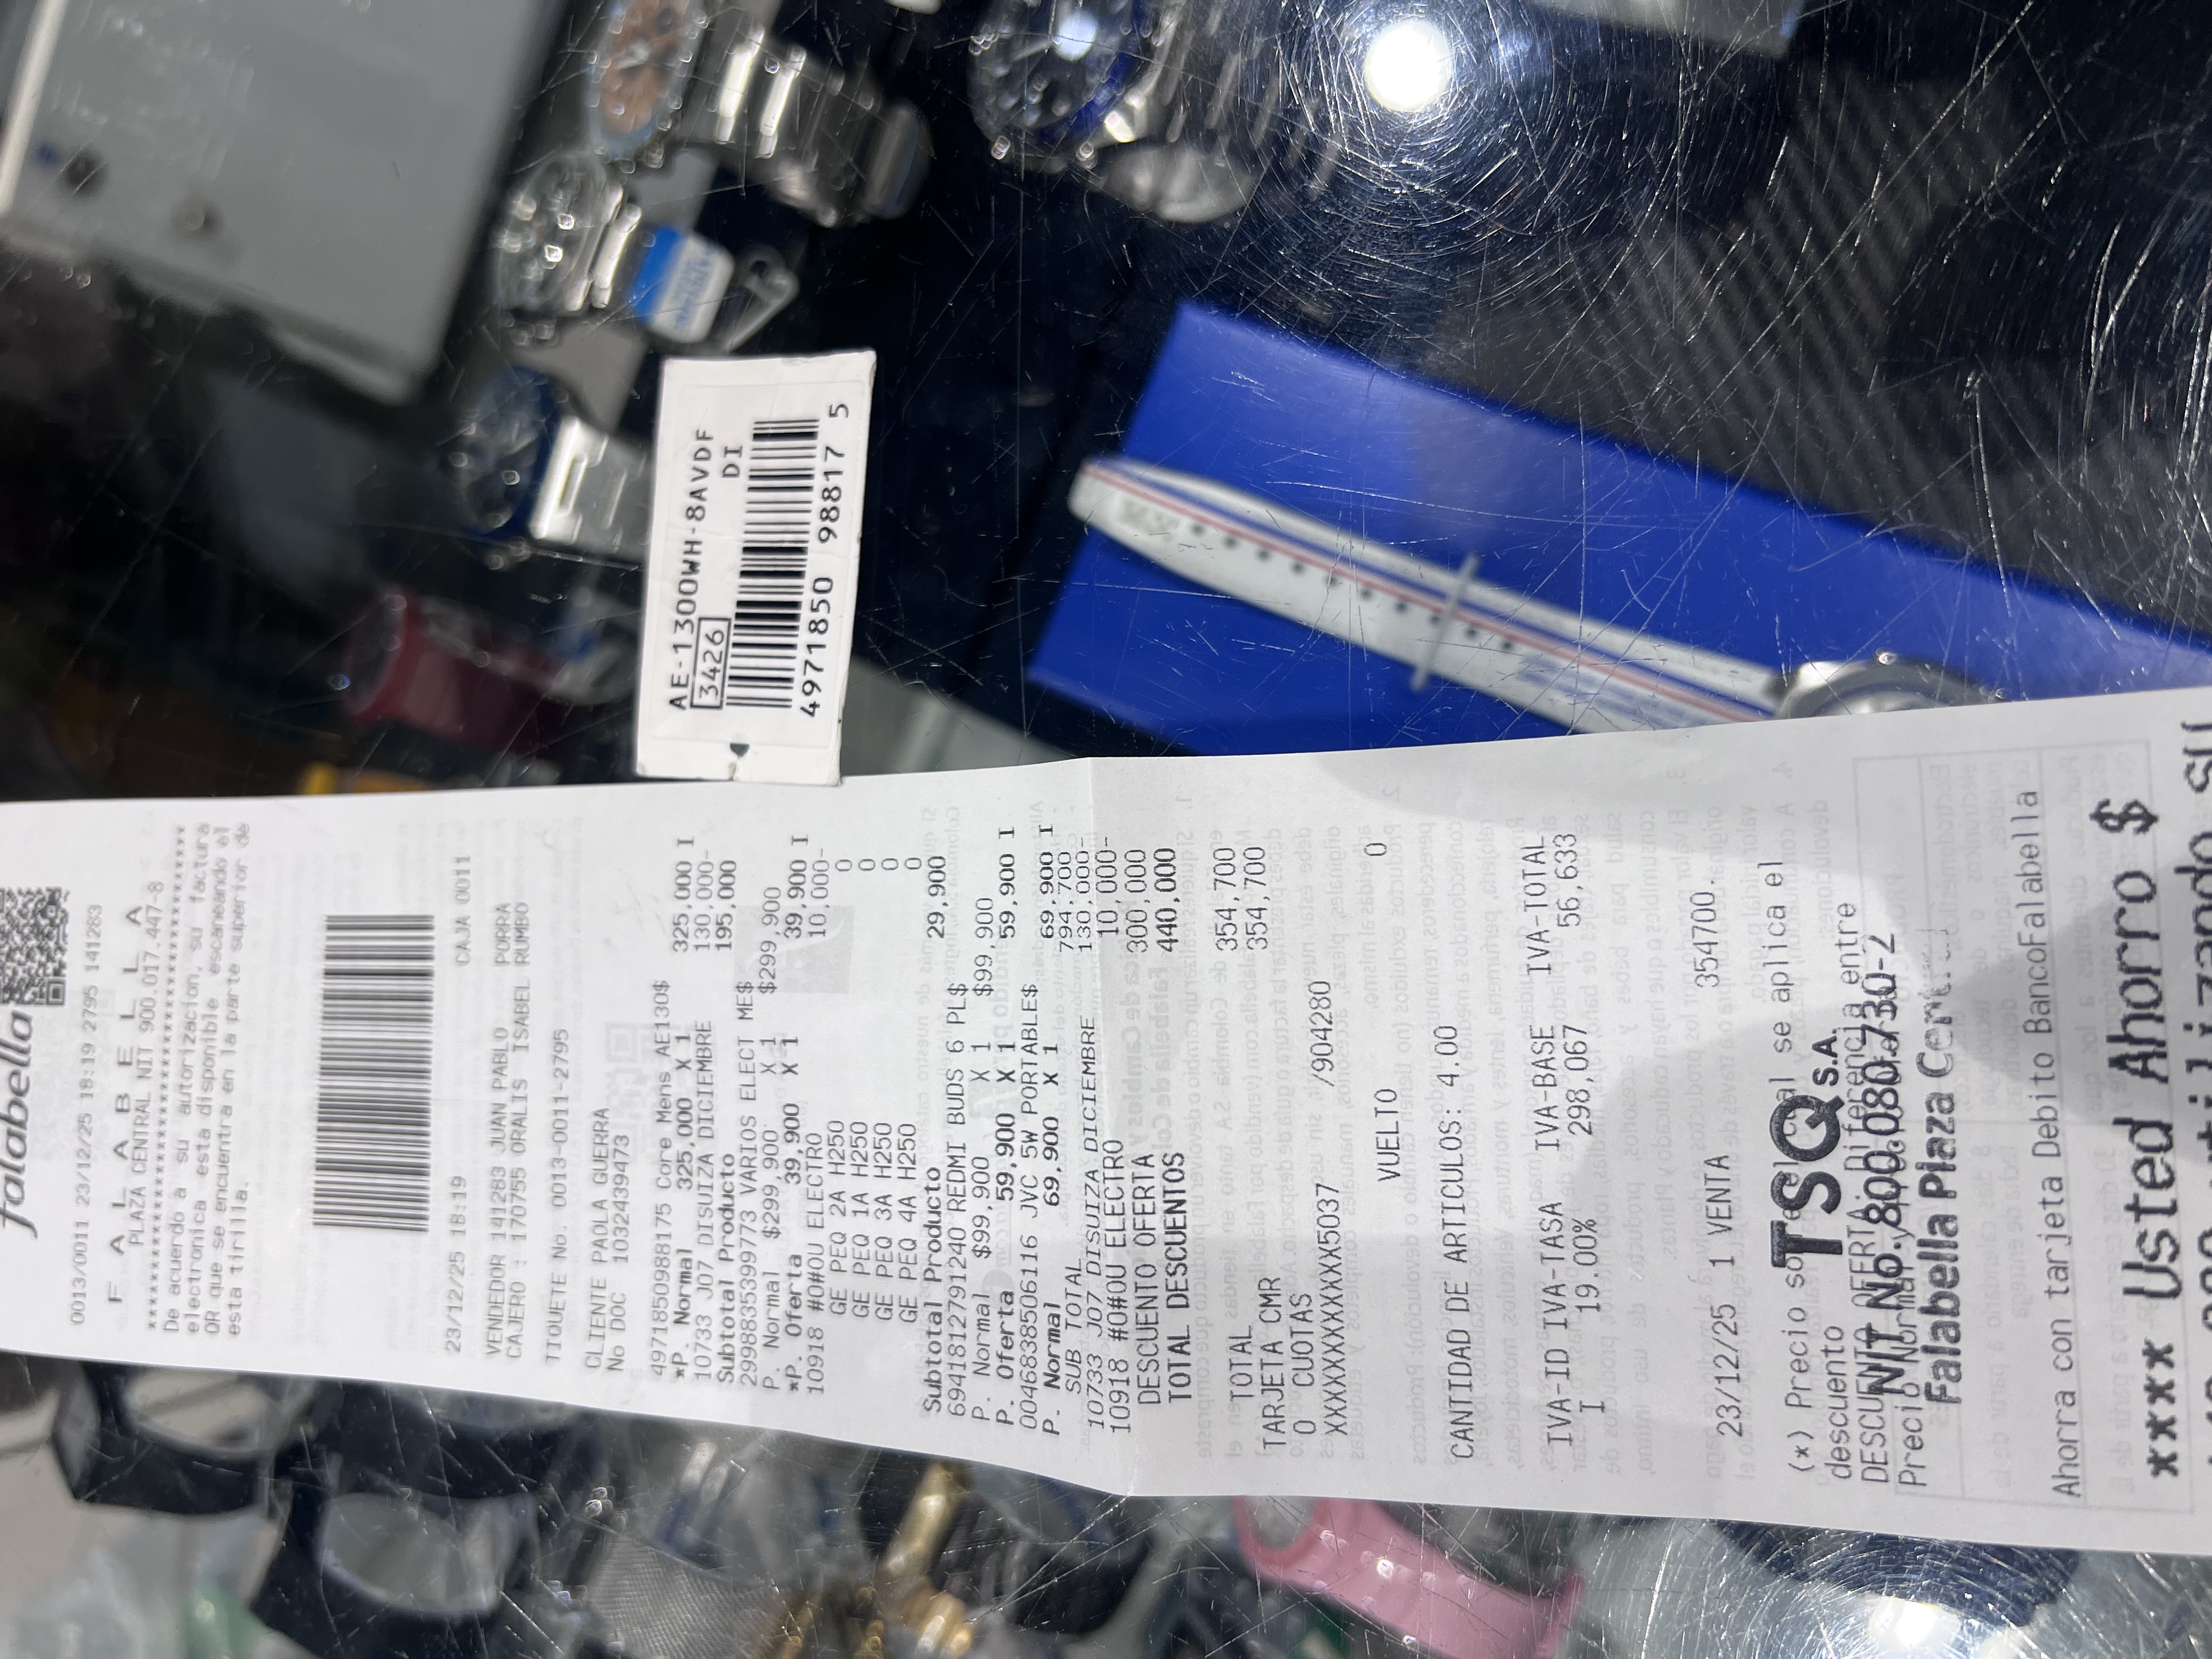 falabella
0013/0011 23/12/25 18:19 2795 141283
F A L A B E L L A
PLAZA CENTRAL NIT 900.017.447-8
****************************************
De acuerdo a su autorizacion, su factura
electronica esta disponible escaneando el
QR que se encuentra en la parte superior de
esta tirilla.
23/12/25 18:19 CAJA 0011
VENDEDOR 141283 JUAN PABLO PORRA
CAJERO : 170755 ORALIS ISABEL RUMBO
TIQUETE No. 0013-0011-2795
CLIENTE PAOLA GUERRA
No DOC 1032439473
4971850988175 Core Mens AE130$
*P. Normal 325,000 X 1 325,000 I
10733 J07 DISUIZA DICIEMBRE 130,000-
Subtotal Producto 195,000
2998835399773 VARIOS ELECT ME$
P. Normal $299,900 X 1 $299,900
*P. Oferta 39,900 X 1 39,900 I
10918 #0#0U ELECTRO 10,000-
GE PEQ 2A H250 0
GE PEQ 1A H250 0
GE PEQ 3A H250 0
GE PEQ 4A H250 0
Subtotal Producto 29,900
6941812791240 REDMI BUDS 6 PL$
P. Normal $99,900 X 1 $99,900
P. Oferta 59,900 X 1 59,900 I
0046838506116 JVC 5W PORTABLE$
P. Normal 69,900 X 1 69,900 I
SUB TOTAL 794,700
10733 J07 DISUIZA DICIEMBRE 130,000-
10918 #0#0U ELECTRO 10,000-
DESCUENTO OFERTA 300,000
TOTAL DESCUENTOS 440,000
TOTAL 354,700
TARJETA CMR 354,700
0 CUOTAS
XXXXXXXXXXXX5037 /904280
VUELTO 0
CANTIDAD DE ARTICULOS: 4.00
IVA-ID IVA-TASA IVA-BASE IVA-TOTAL
I 19.00% 298,067 56,633
23/12/25 1 VENTA 354700.
(*) Precio sobre el cual se aplica el
descuento
DESCUENTO OFERTA: Diferencia entre
Precio Normal y
TSQ S.A.
NIT No. 800.080.730-2
Falabella Plaza Central
Ahorra con tarjeta Debito BancoFalabella
xxxx Usted Ahorro $
AE-1300WH-8AVDF
3426 DI
4971850 98817 5